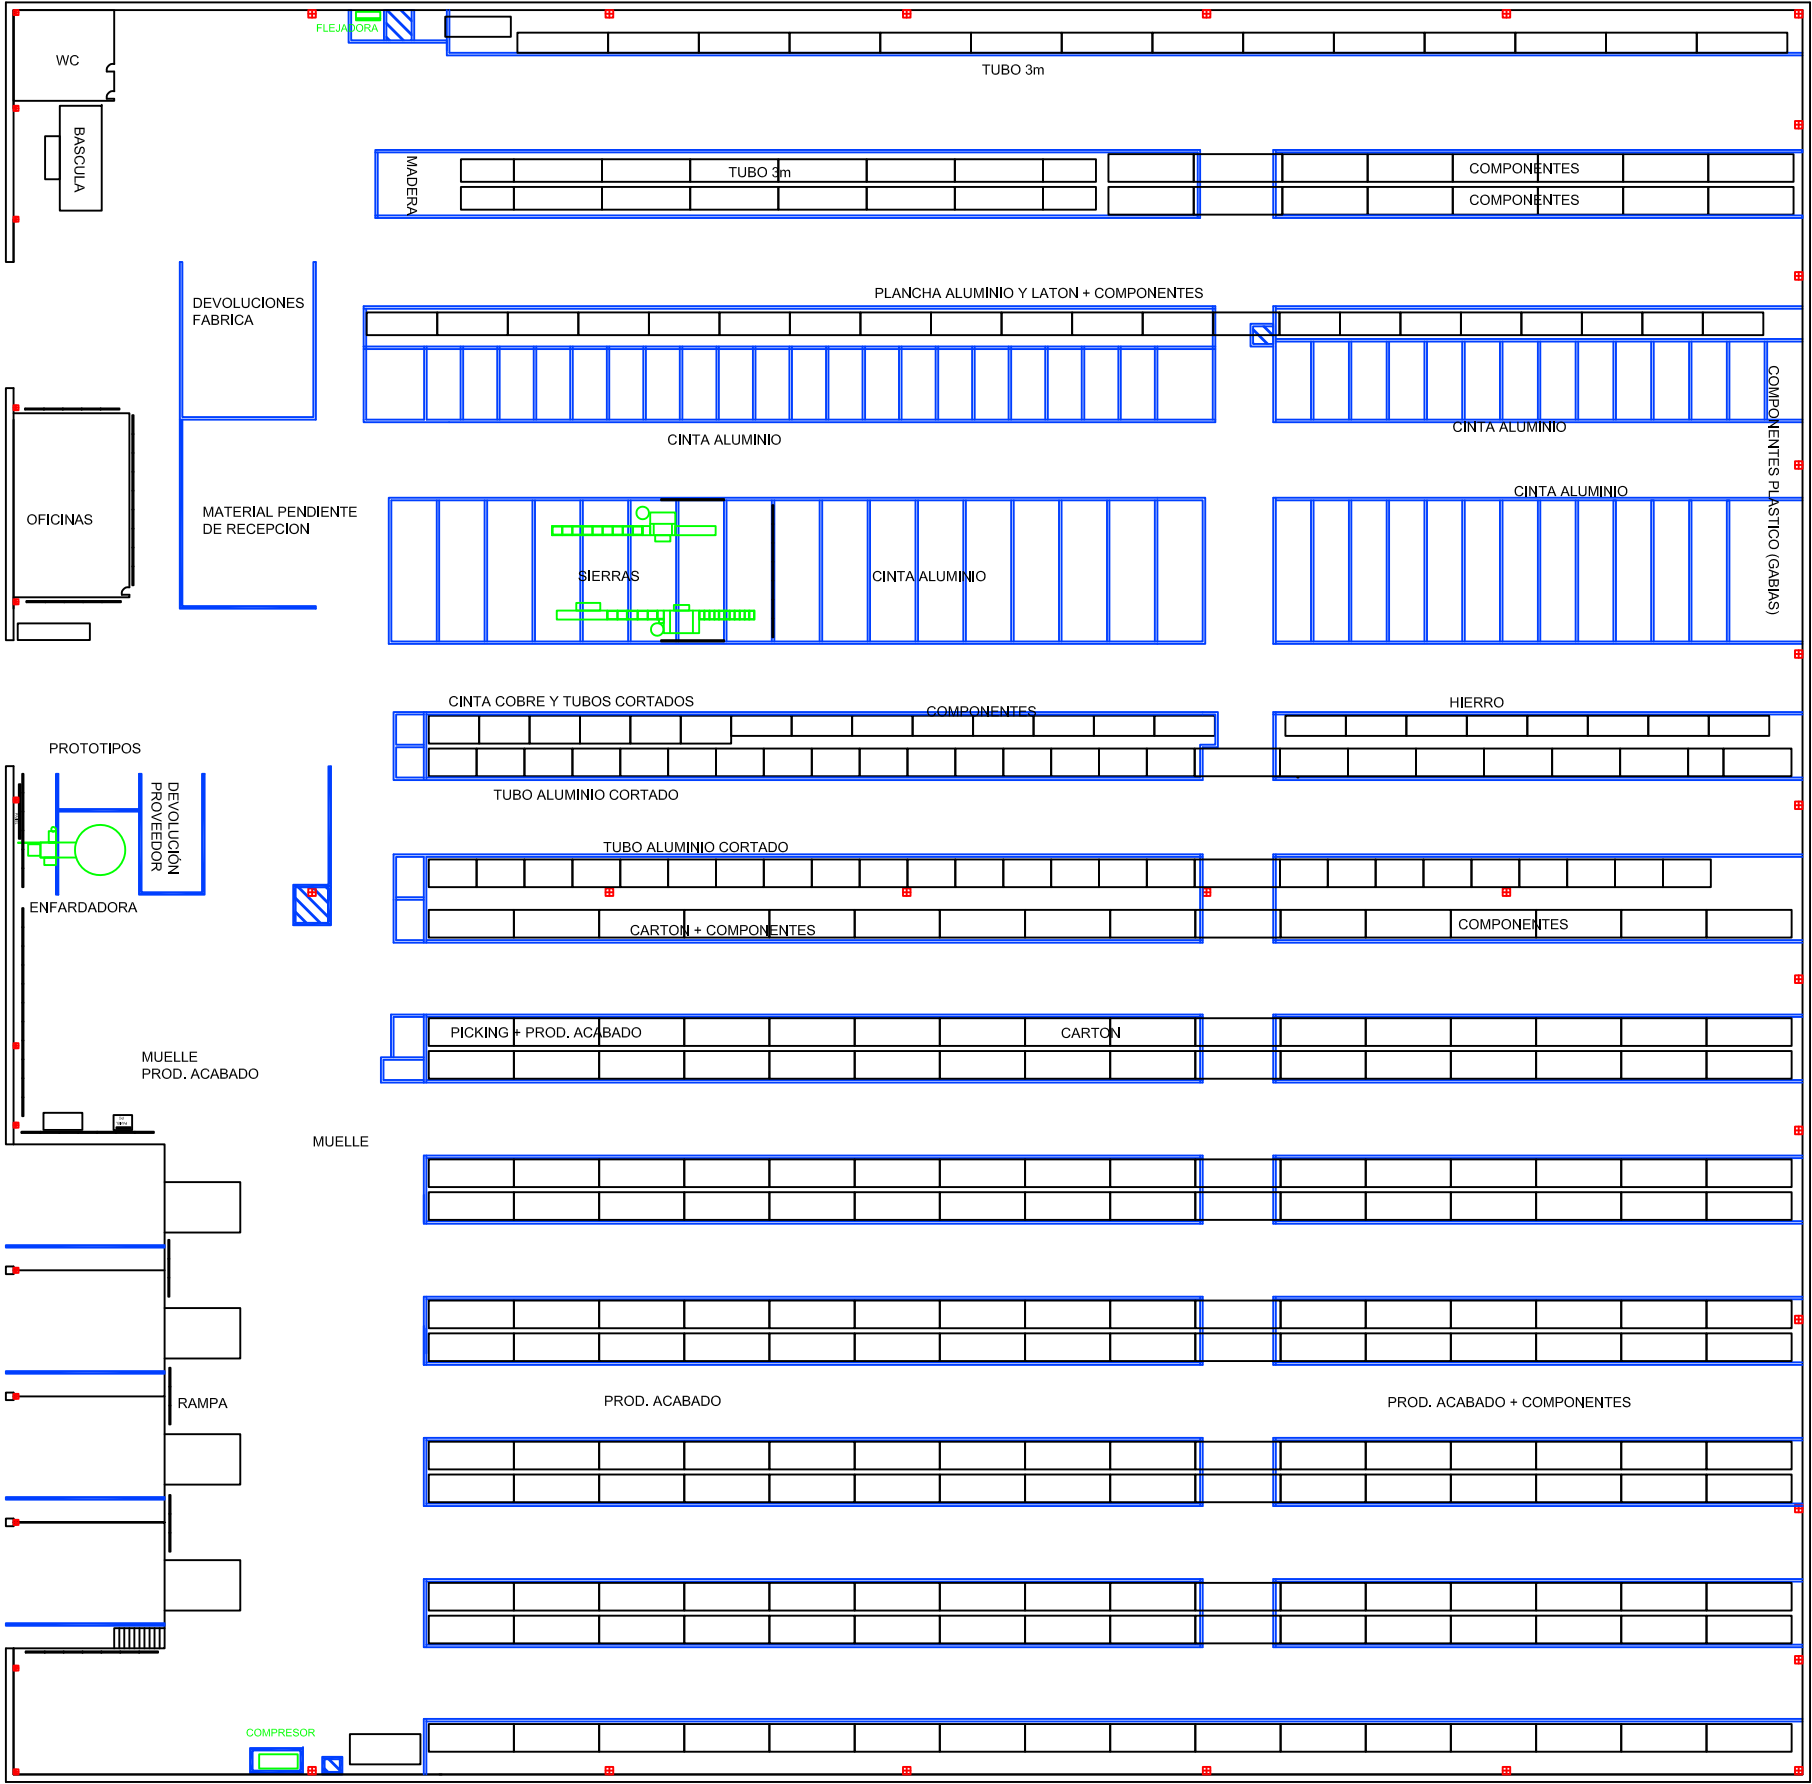 FLEJADORA
WC
TUBO 3m
BASCULA
MADERA
TUBO 3m
COMPONENTES
COMPONENTES
DEVOLUCIONES
FABRICA
PLANCHA ALUMINIO Y LATON + COMPONENTES
CINTA ALUMINIO
CINTA ALUMINIO
COMPONENTES PLASTICO (GABIAS)
OFICINAS
MATERIAL PENDIENTE
DE RECEPCION
CINTA ALUMINIO
SIERRAS
CINTA ALUMINIO
CINTA COBRE Y TUBOS CORTADOS
COMPONENTES
HIERRO
PROTOTIPOS
DEVOLUCIÓN
PROVEEDOR
TUBO ALUMINIO CORTADO
TUBO ALUMINIO CORTADO
ENFARDADORA
CARTON + COMPONENTES
COMPONENTES
PICKING + PROD. ACABADO
CARTON
MUELLE
PROD. ACABADO
MUELLE
RAMPA
PROD. ACABADO
PROD. ACABADO + COMPONENTES
COMPRESOR